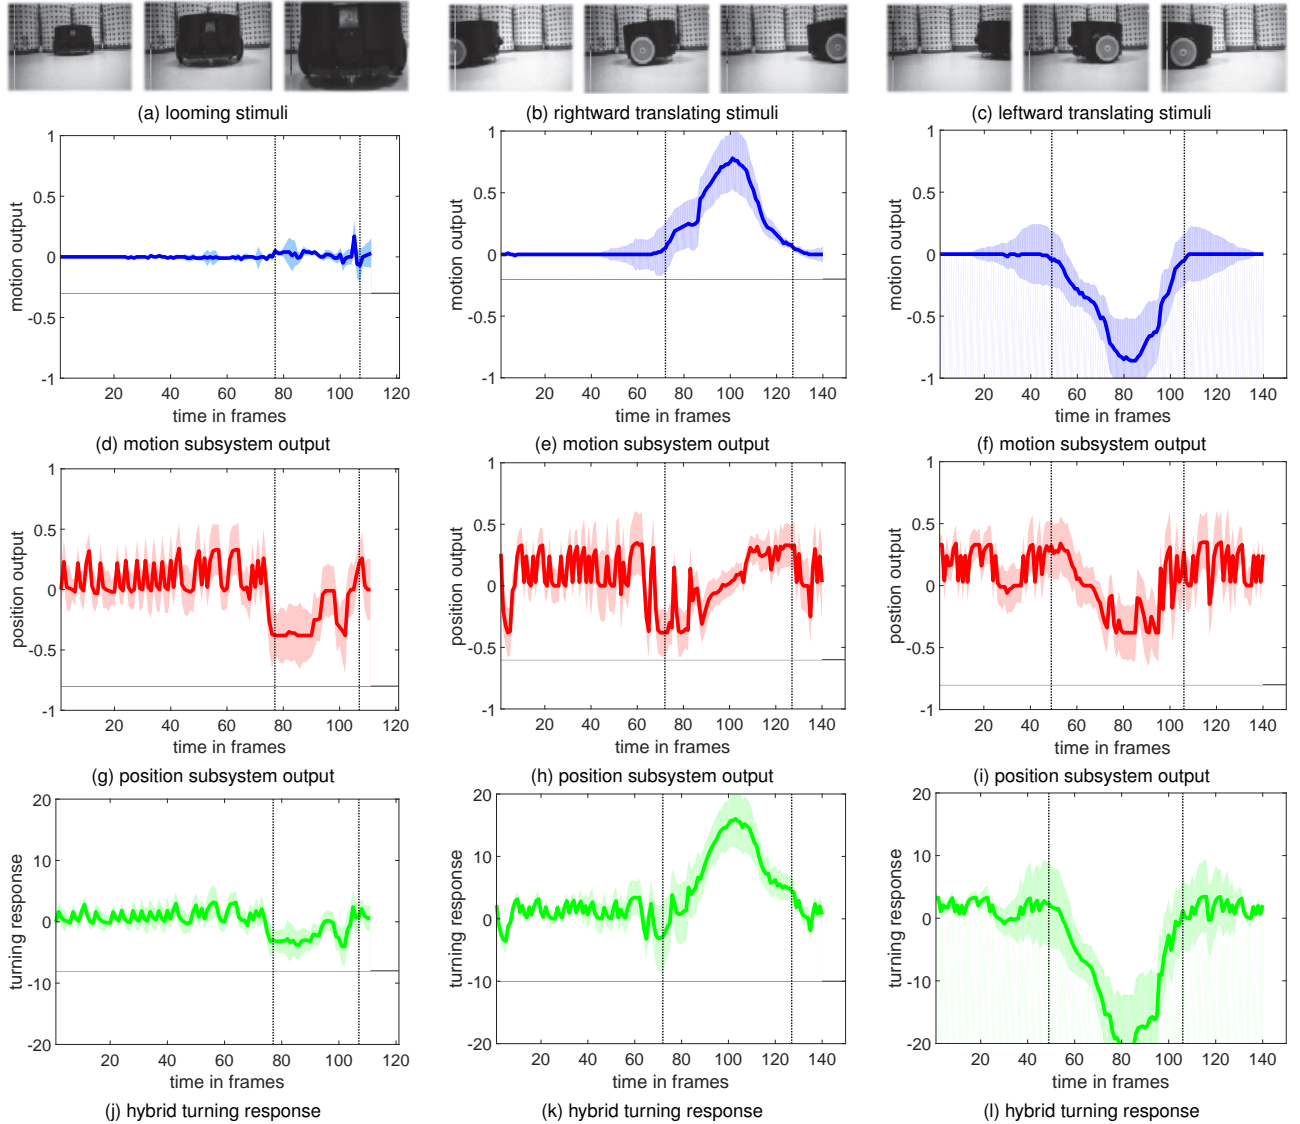 (a) looming stimuli
(b) rightward translating stimuli
(c) leftward translating stimuli
motion output
1
0.5
0
-0.5
-1
20 40 60 80 100 120
time in frames
(d) motion subsystem output
motion output
1
0.5
0
-0.5
-1
20 40 60 80 100 120 140
time in frames
(e) motion subsystem output
motion output
1
0.5
0
-0.5
-1
20 40 60 80 100 120 140
time in frames
(f) motion subsystem output
position output
1
0.5
0
-0.5
-1
20 40 60 80 100 120
time in frames
(g) position subsystem output
position output
1
0.5
0
-0.5
-1
20 40 60 80 100 120 140
time in frames
(h) position subsystem output
position output
1
0.5
0
-0.5
-1
20 40 60 80 100 120 140
time in frames
(i) position subsystem output
turning response
20
10
0
-10
-20
20 40 60 80 100 120
time in frames
(j) hybrid turning response
turning response
20
10
0
-10
-20
20 40 60 80 100 120 140
time in frames
(k) hybrid turning response
turning response
20
10
0
-10
-20
20 40 60 80 100 120 140
time in frames
(l) hybrid turning response